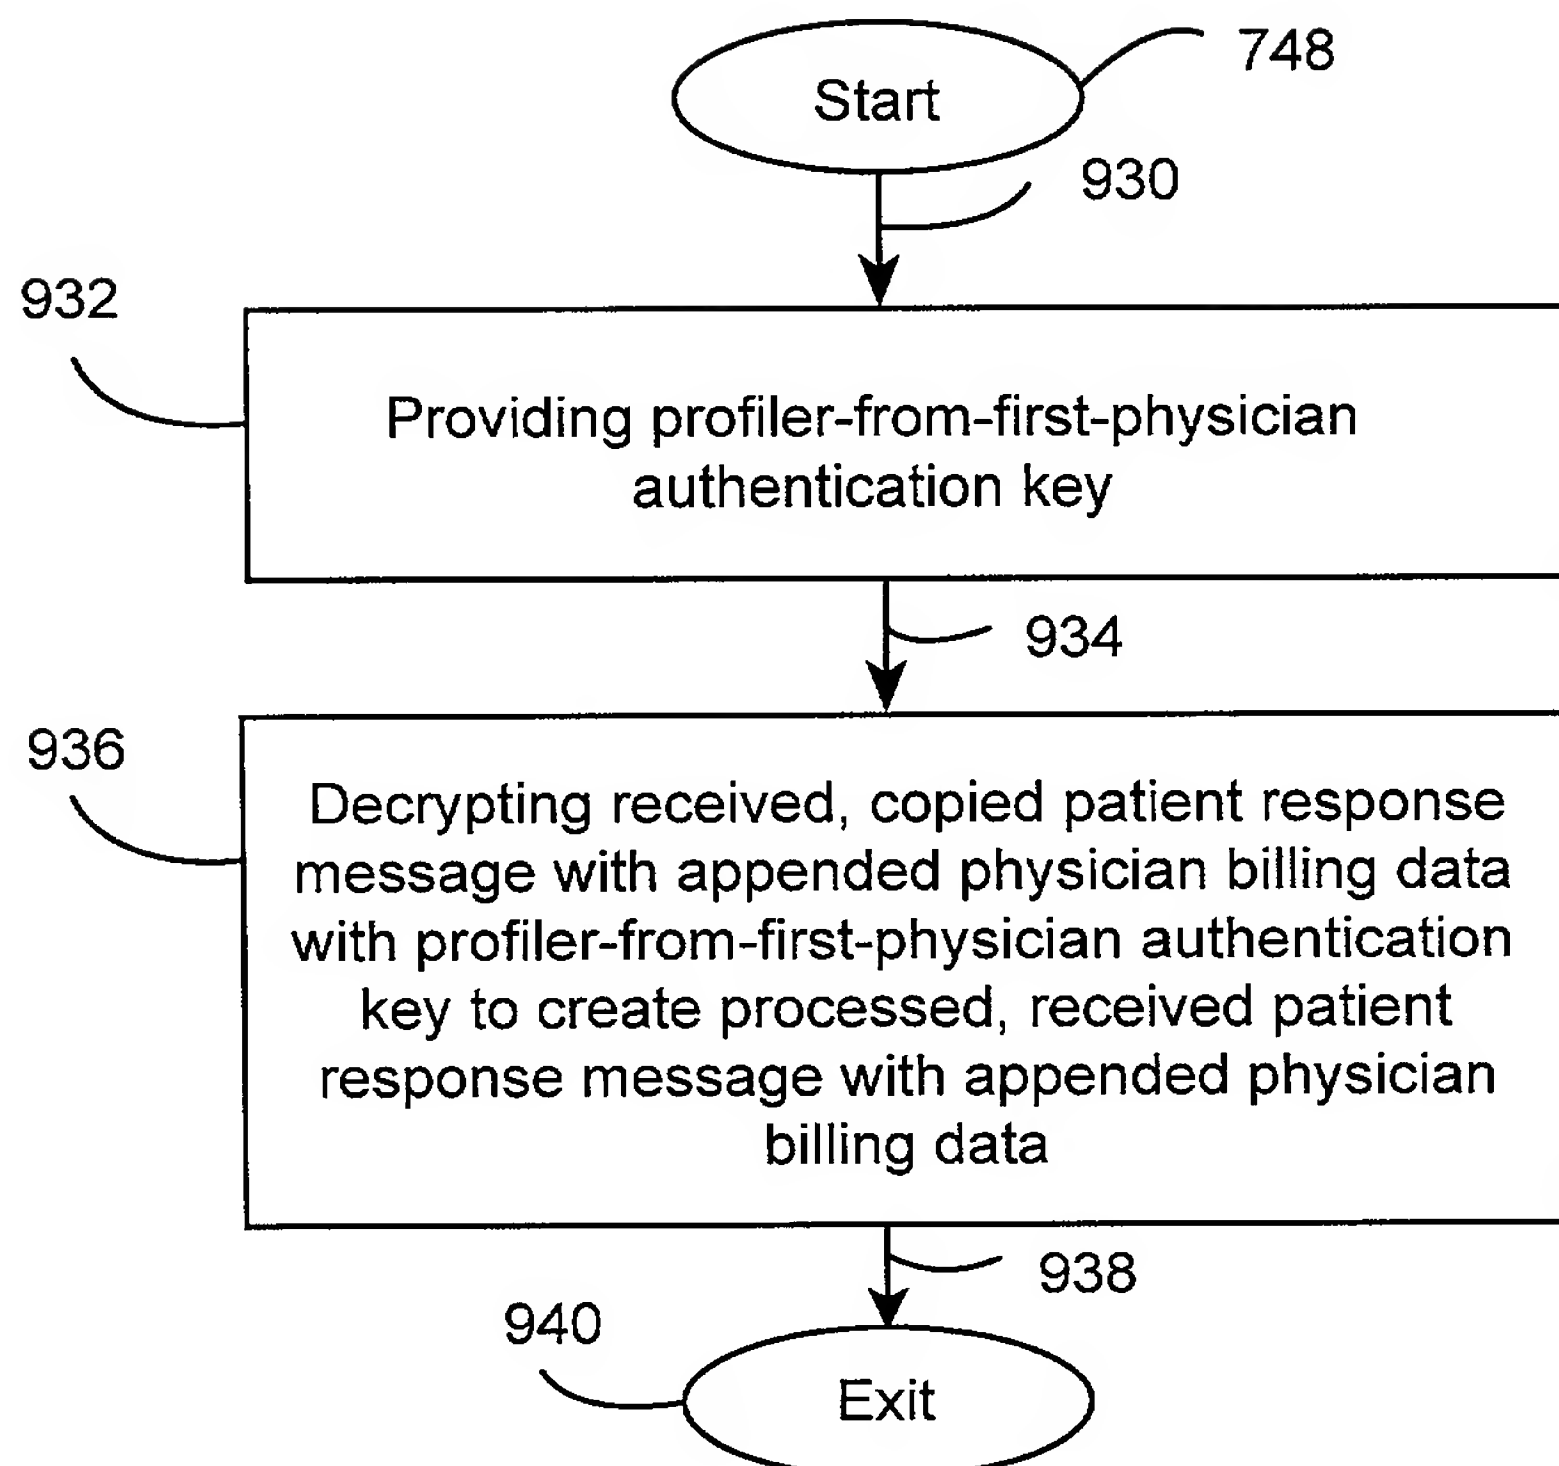 748
Start
930
932
Providing profiler-from-first-physician
authentication key
934
936
Decrypting received, copied patient response
message with appended physician billing data
with profiler-from-first-physician authentication
key to create processed, received patient
response message with appended physician
billing data
938
940
Exit